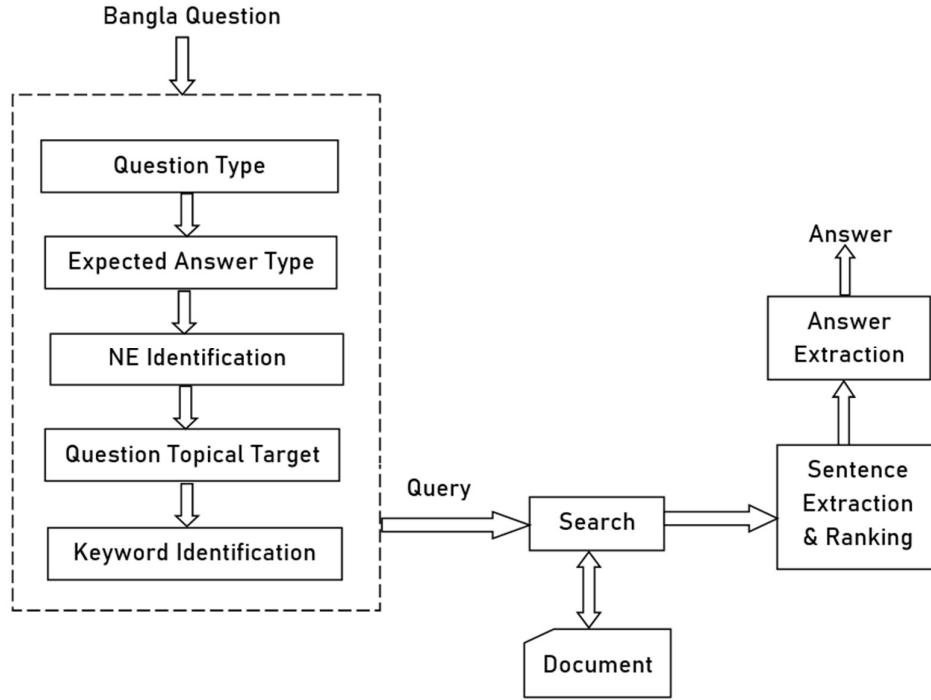 Bangla Question
Question Type
Expected Answer Type
NE Identification
Question Topical Target
Keyword Identification
Query
Search
Document
Sentence
Extraction
& Ranking
Answer
Extraction
Answer